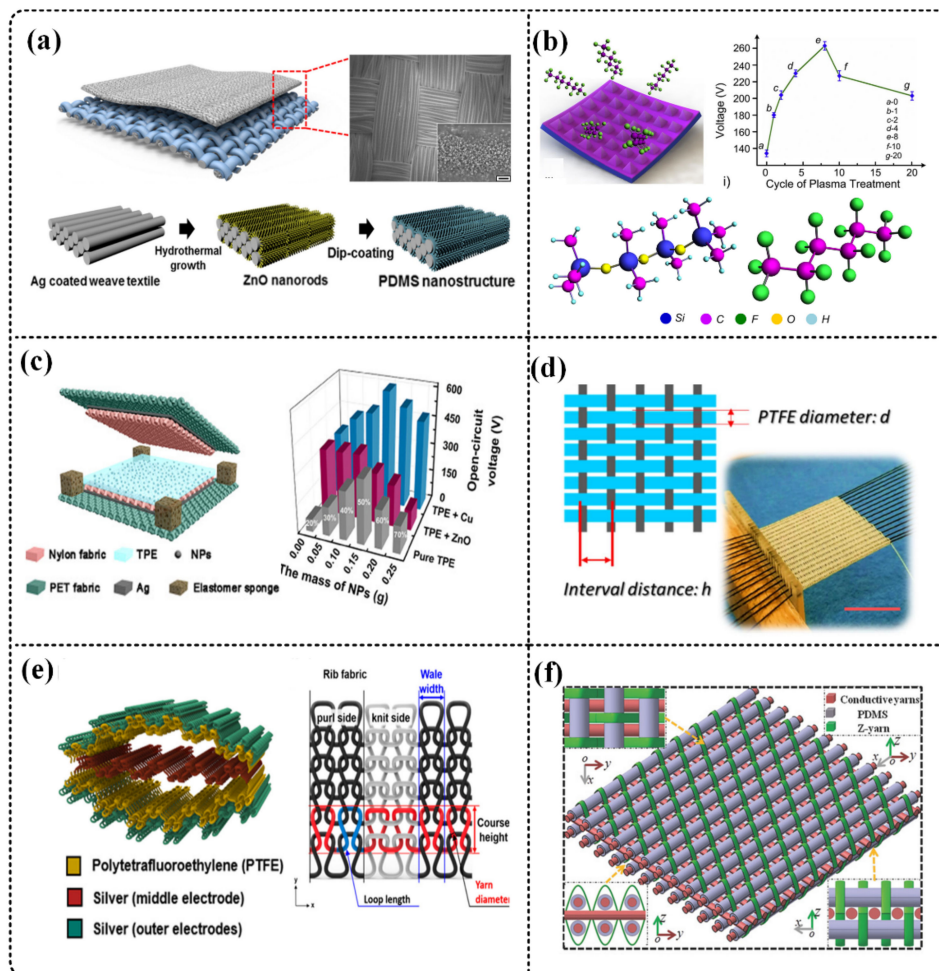 (a)
Ag coated weave textile
Hydrothermal
growth
ZnO nanorods
Dip-coating
PDMS nanostructure
(b)
...
i)
Voltage (V)
260
240
220
200
180
160
140
a
b
c
d
e
f
g
a-0
b-1
c-2
d-4
e-8
f-10
g-20
0
5
10
15
20
Cycle of Plasma Treatment
Si
C
F
O
H
(c)
Nylon fabric
TPE
NPs
PET fabric
Ag
Elastomer sponge
Open-circuit
voltage (V)
600
450
300
150
0
20%
30%
40%
50%
60%
70%
TPE + Cu
TPE + ZnO
Pure TPE
0.00
0.05
0.10
0.15
0.20
0.25
The mass of NPs (g)
(d)
PTFE diameter: d
Interval distance: h
(e)
Polytetrafluoroethylene (PTFE)
Silver (middle electrode)
Silver (outer electrodes)
Rib fabric
Wale
width
purl side
knit side
Course
height
Yarn
diameter
Loop length
y
x
(f)
Conductive yarns
PDMS
Z-yarn
o
y
x
z
x
o
y
z
o
y
z
x
o